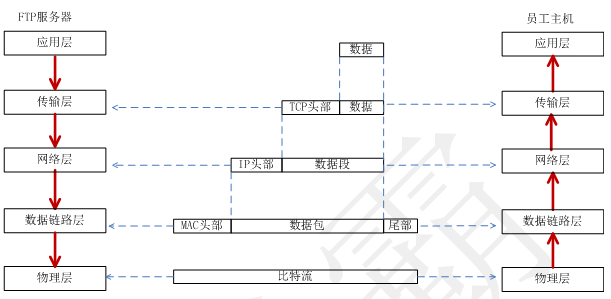 FTP服务器
员工主机
应用层
数据
应用层
传输层
TCP头部
数据
传输层
网络层
IP头部
数据段
网络层
数据链路层
MAC头部
数据包
尾部
数据链路层
物理层
比特流
物理层